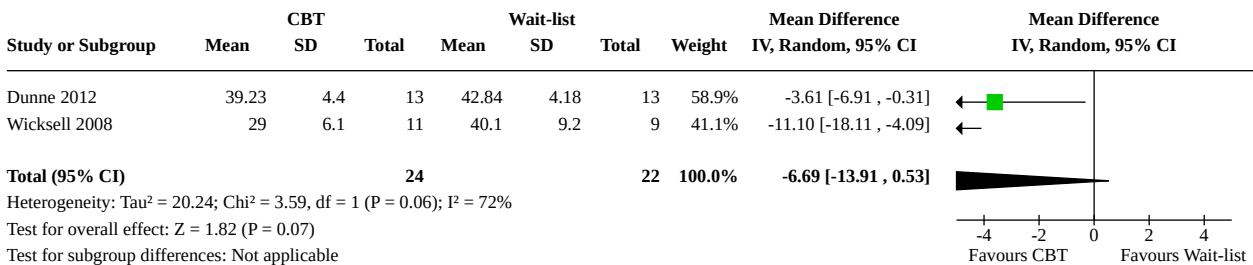 CBT Wait-list Mean Difference Mean Difference
Study or Subgroup Mean SD Total Mean SD Total Weight IV, Random, 95% CI IV, Random, 95% CI
Dunne 2012 39.23 4.4 13 42.84 4.18 13 58.9% -3.61 [-6.91 , -0.31]
Wicksell 2008 29 6.1 11 40.1 9.2 9 41.1% -11.10 [-18.11 , -4.09]
Total (95% CI) 24 22 100.0% -6.69 [-13.91 , 0.53]
Heterogeneity: Tau² = 20.24; Chi² = 3.59, df = 1 (P = 0.06); I² = 72%
Test for overall effect: Z = 1.82 (P = 0.07)
-4 -2 0 2 4
Test for subgroup differences: Not applicable Favours CBT Favours Wait-list